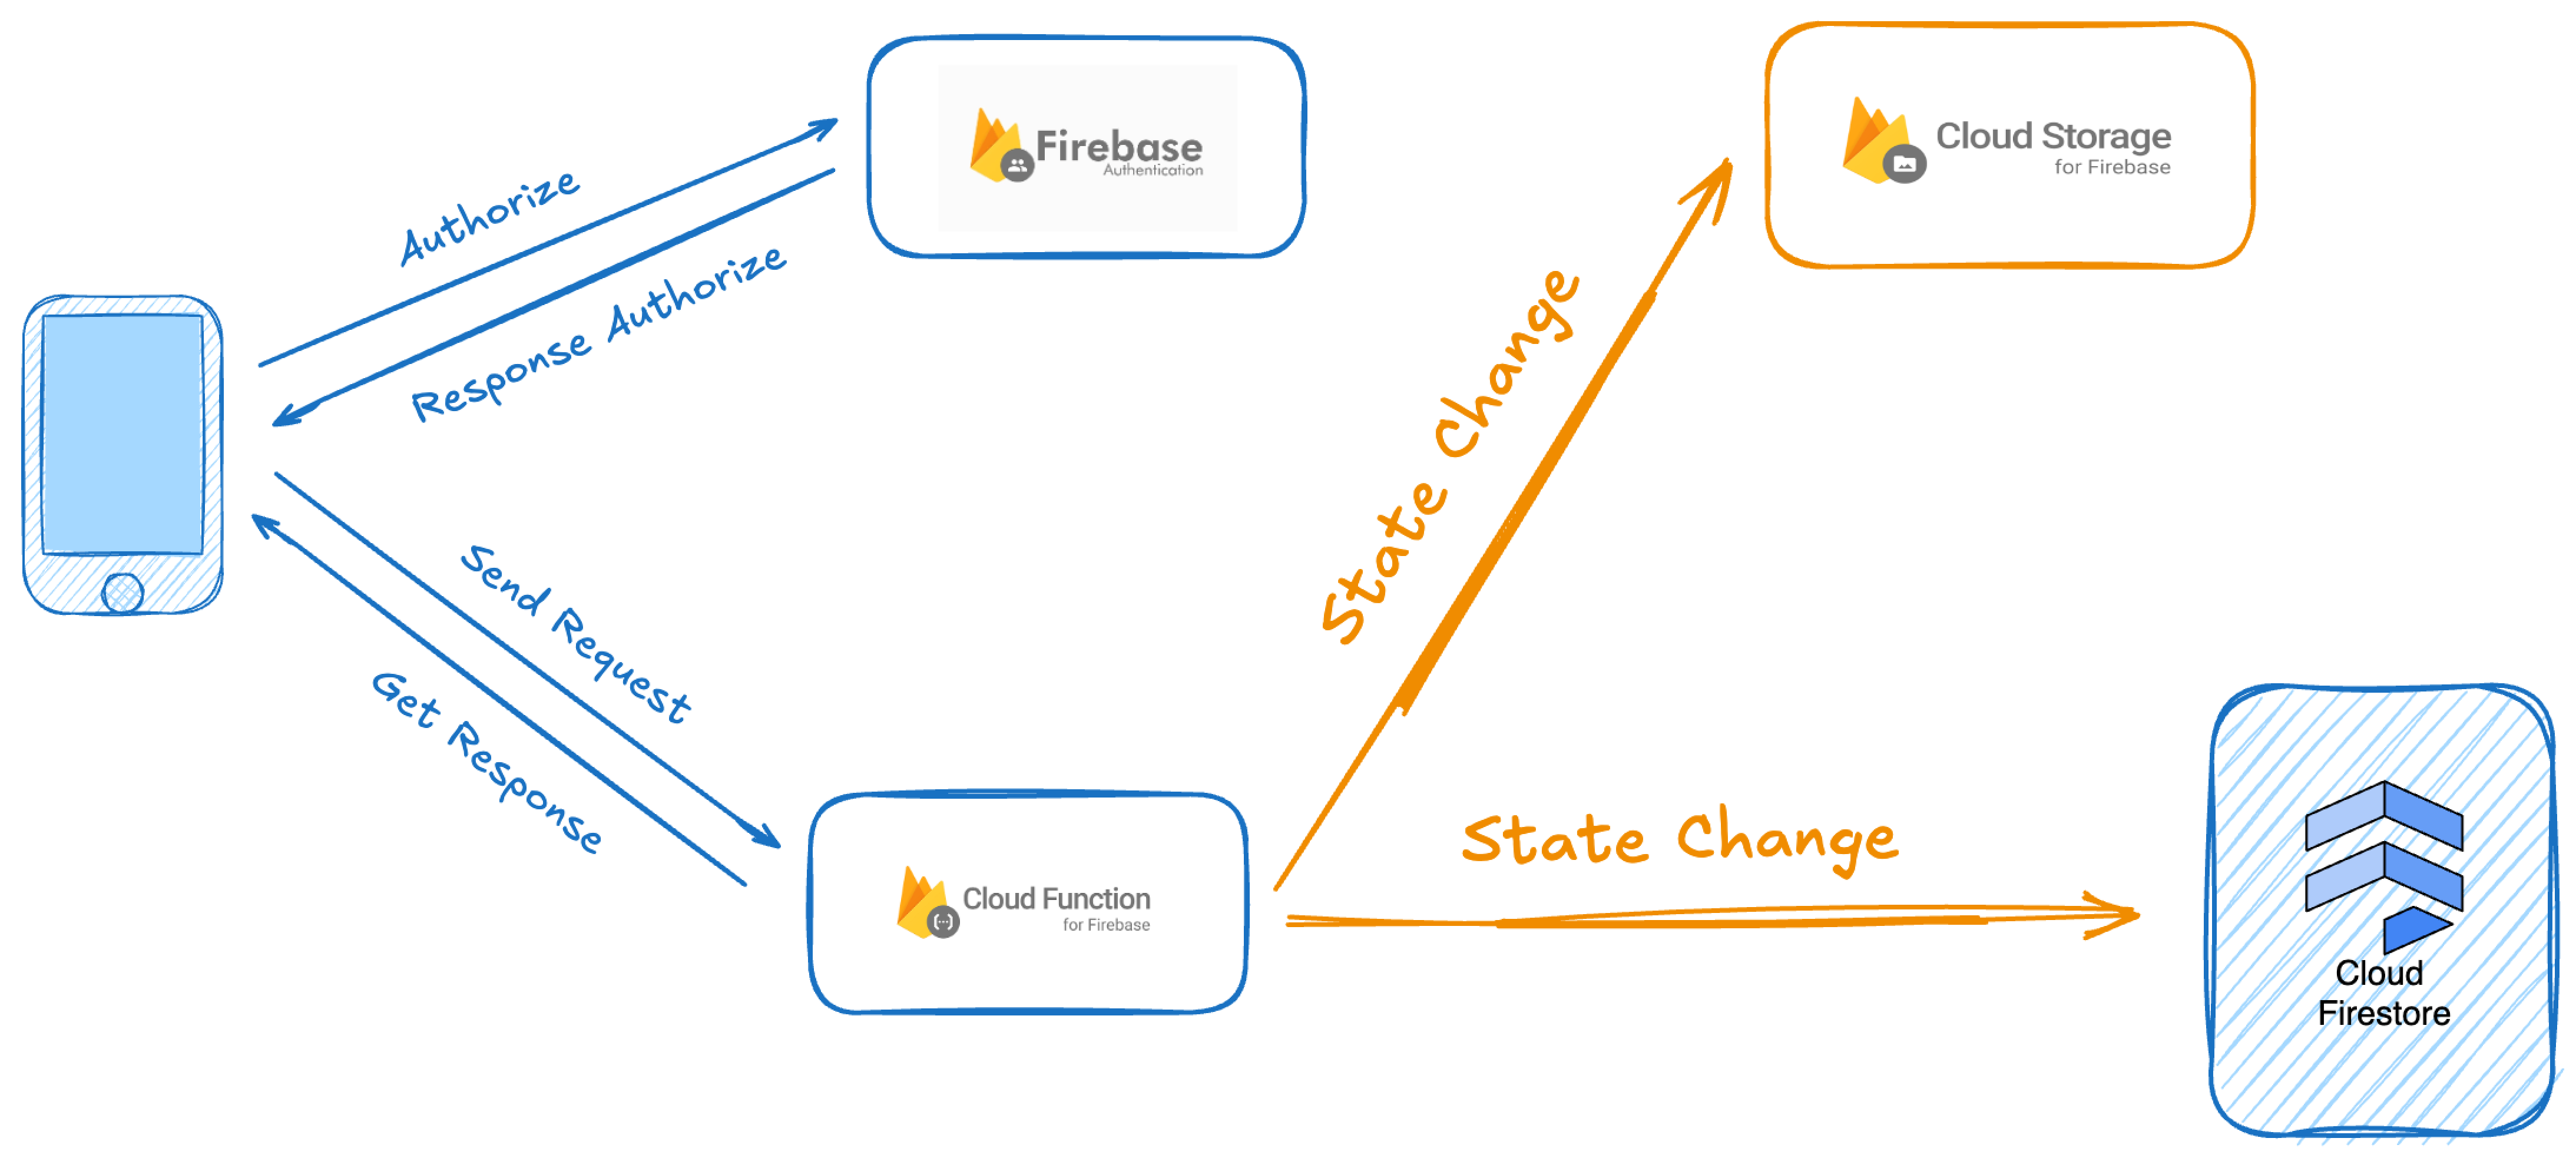 Authorize
Response Authorize
Firebase
Authentication
Cloud Storage
for Firebase
Send Request
Get Response
State Change
State Change
Cloud Function
for Firebase
Cloud
Firestore